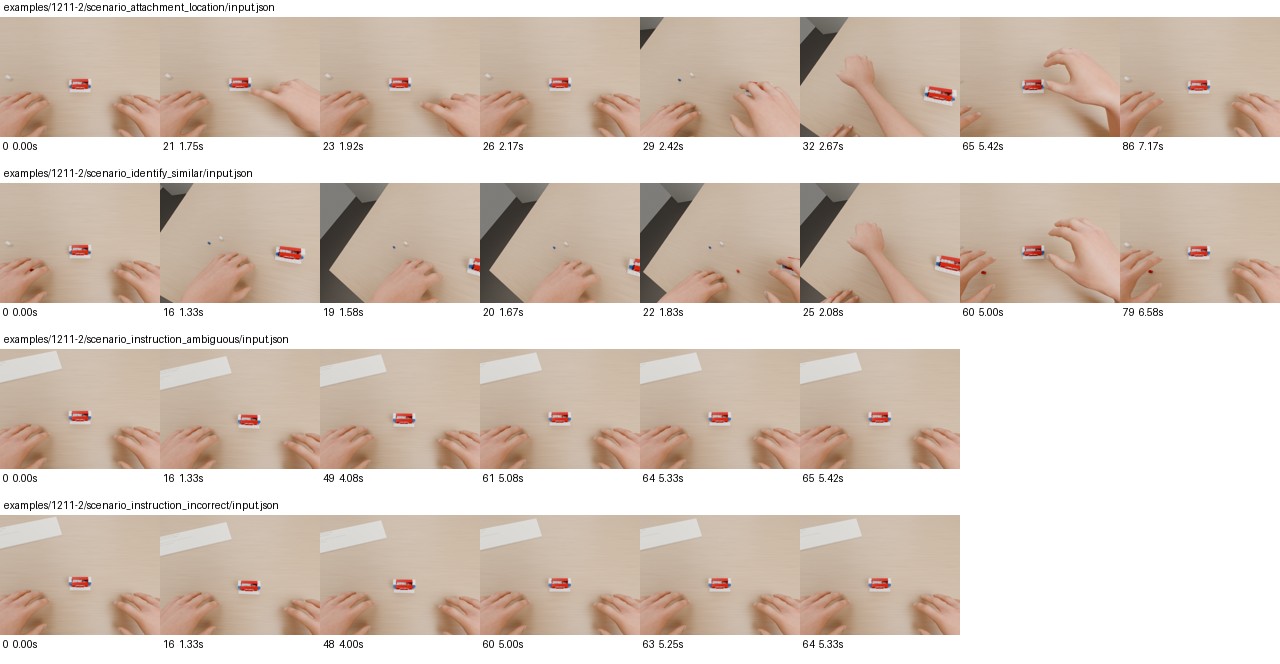 examples/1211-2/scenario_attachment_location/input.json
0 0.00s
21 1.75s
23 1.92s
26 2.17s
29 2.42s
32 2.67s
65 5.42s
86 7.17s
examples/1211-2/scenario_identify_similar/input.json
0 0.00s
16 1.33s
19 1.58s
20 1.67s
22 1.83s
25 2.08s
60 5.00s
79 6.58s
examples/1211-2/scenario_instruction_ambiguous/input.json
0 0.00s
16 1.33s
49 4.08s
61 5.08s
64 5.33s
65 5.42s
examples/1211-2/scenario_instruction_incorrect/input.json
0 0.00s
16 1.33s
48 4.00s
60 5.00s
63 5.25s
64 5.33s